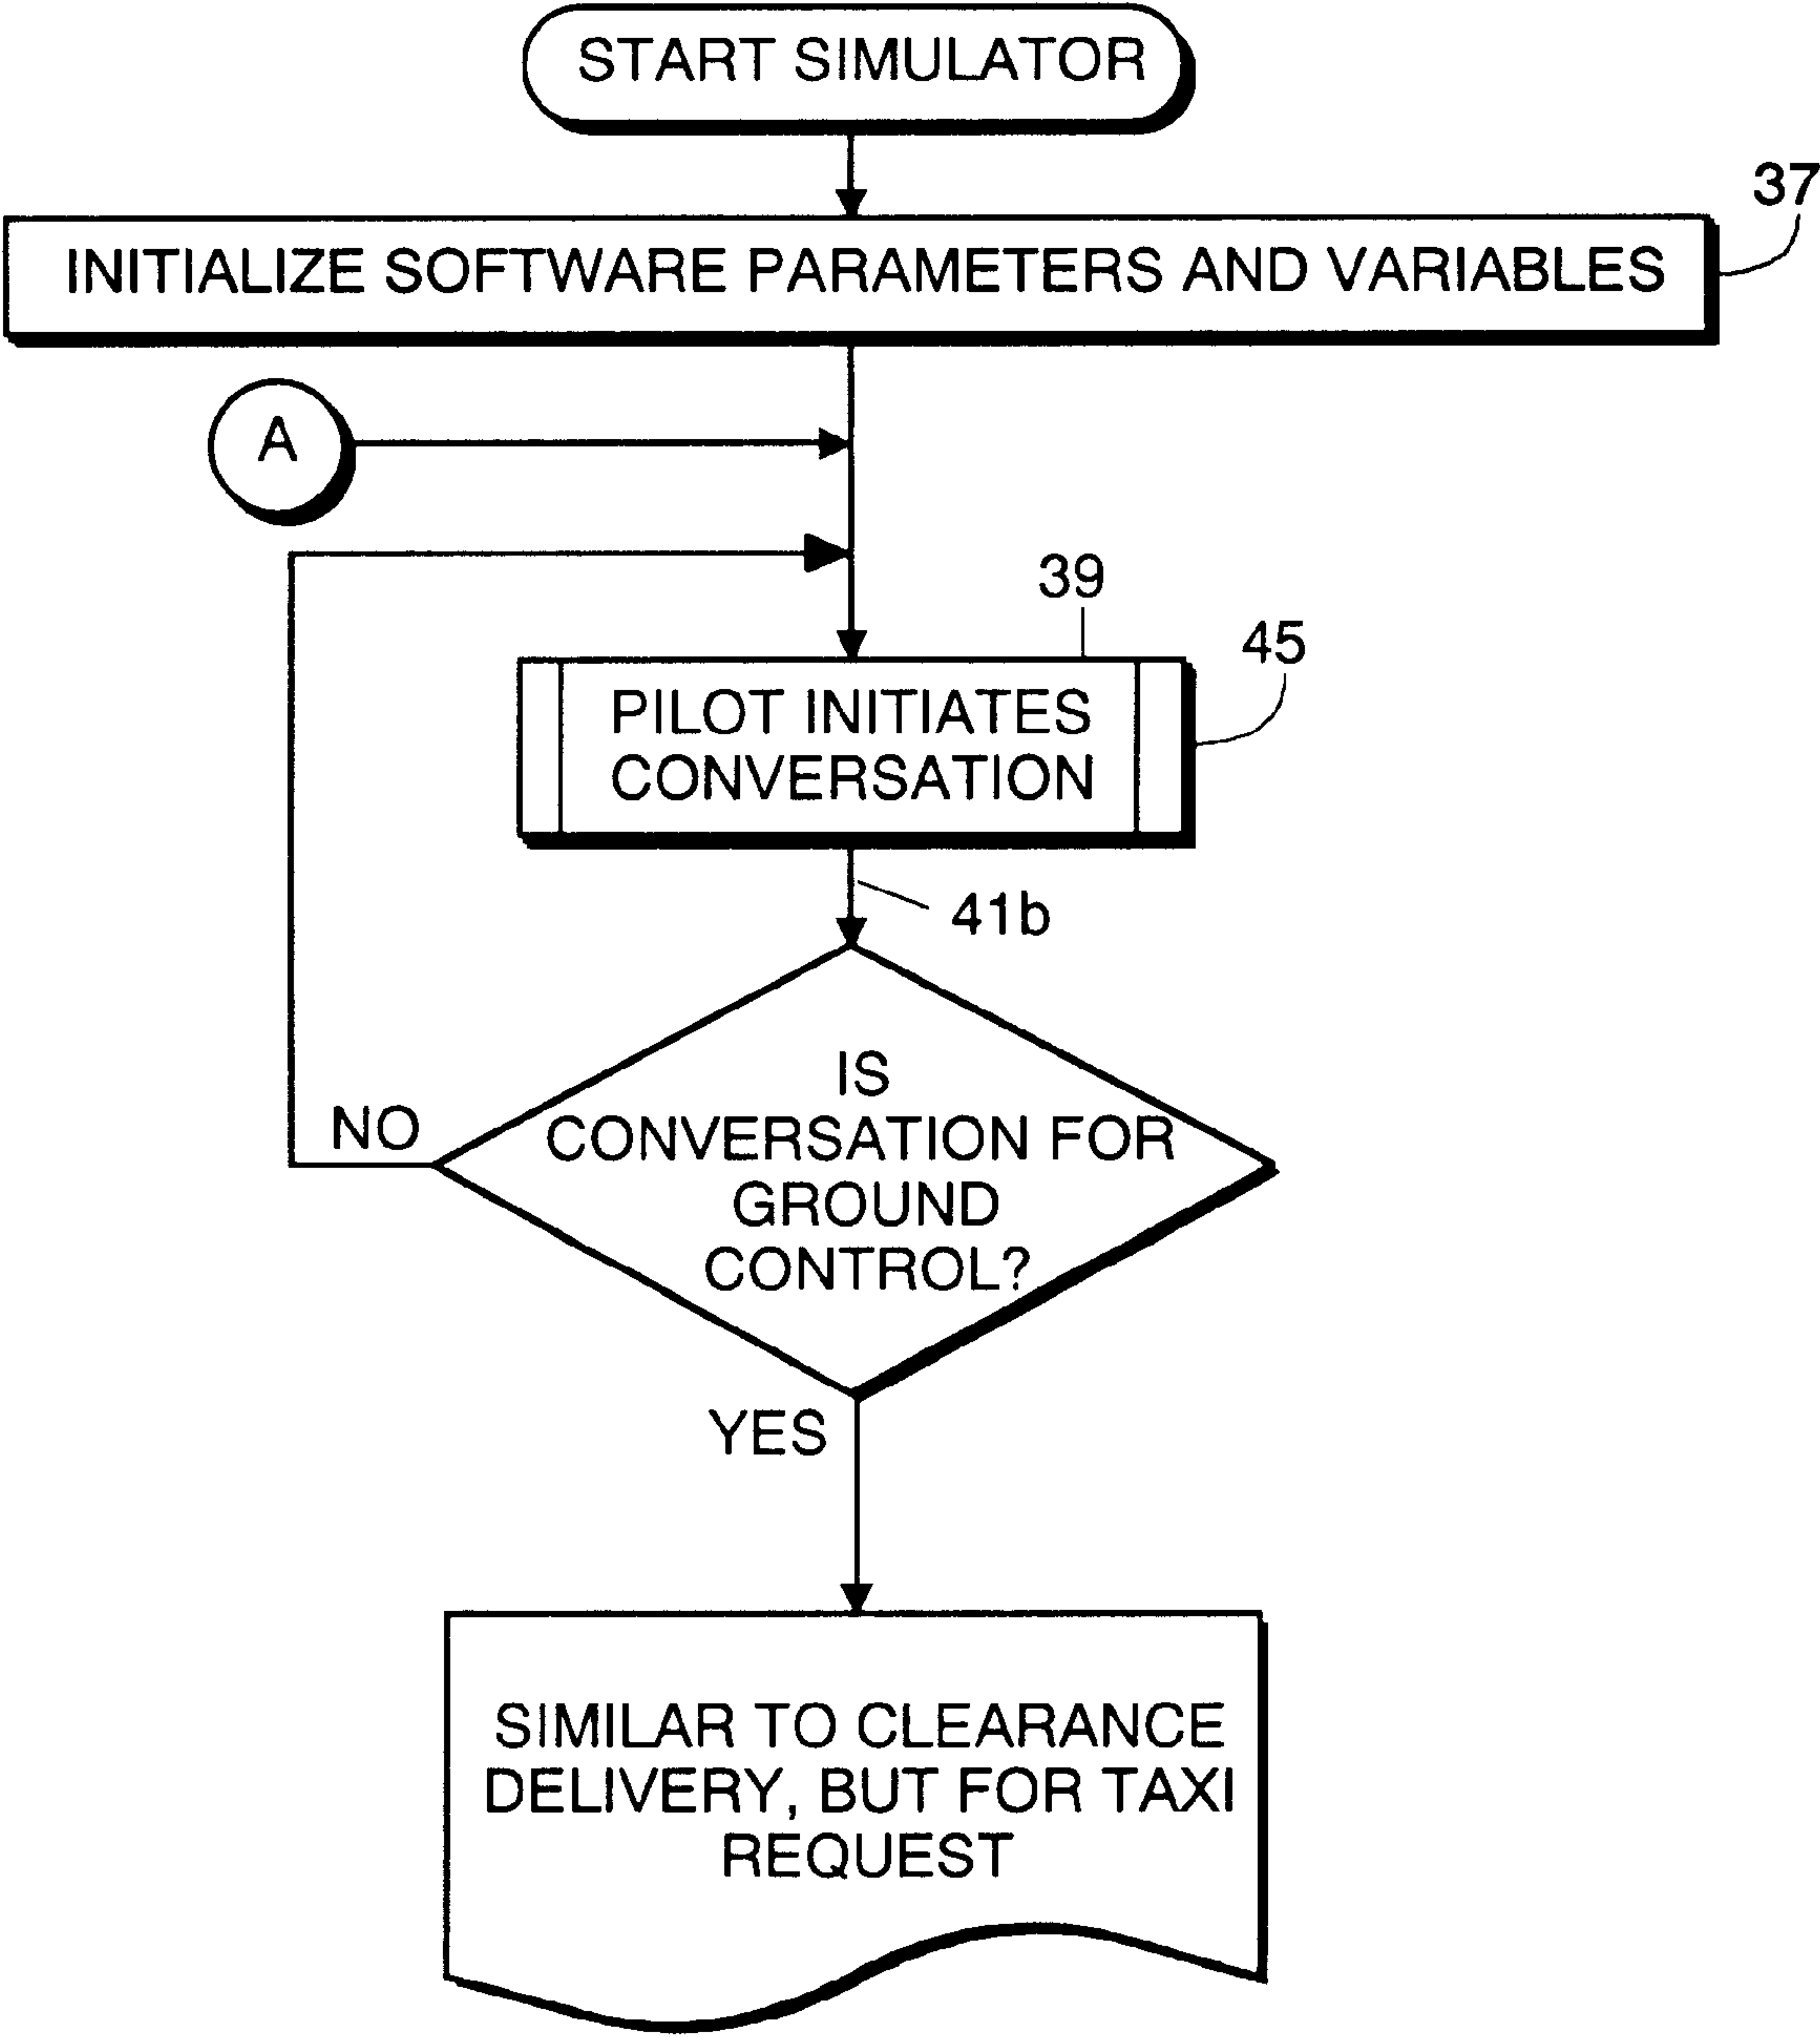 START SIMULATOR
37
INITIALIZE SOFTWARE PARAMETERS AND VARIABLES
A
39
45
PILOT INITIATES
CONVERSATION
41b
IS
CONVERSATION FOR
GROUND
CONTROL?
NO
YES
SIMILAR TO CLEARANCE
DELIVERY, BUT FOR TAXI
REQUEST